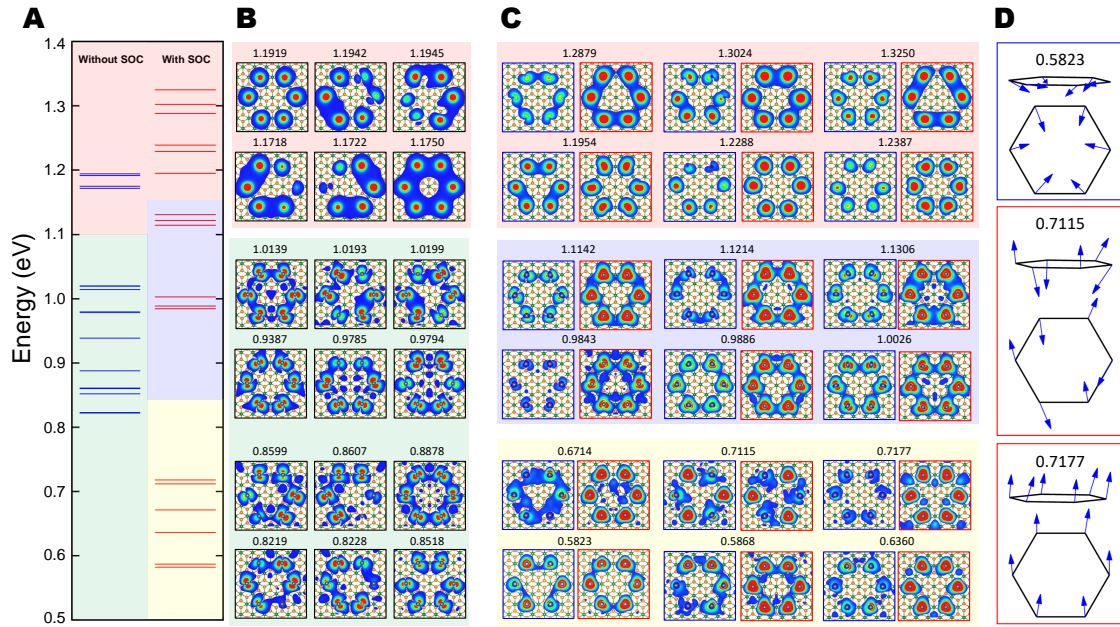 A
B
C
D
Energy (eV)
1.4
1.3
1.2
1.1
1.0
0.9
0.8
0.7
0.6
0.5
Without SOC
With SOC
1.1919 1.1942 1.1945
1.1718 1.1722 1.1750
1.0139 1.0193 1.0199
0.9387 0.9785 0.9794
0.8599 0.8607 0.8878
0.8219 0.8228 0.8518
1.2879 1.3024 1.3250
1.1954 1.2288 1.2387
1.1142 1.1214 1.1306
0.9843 0.9886 1.0026
0.6714 0.7115 0.7177
0.5823 0.5868 0.6360
0.5823
0.7115
0.7177